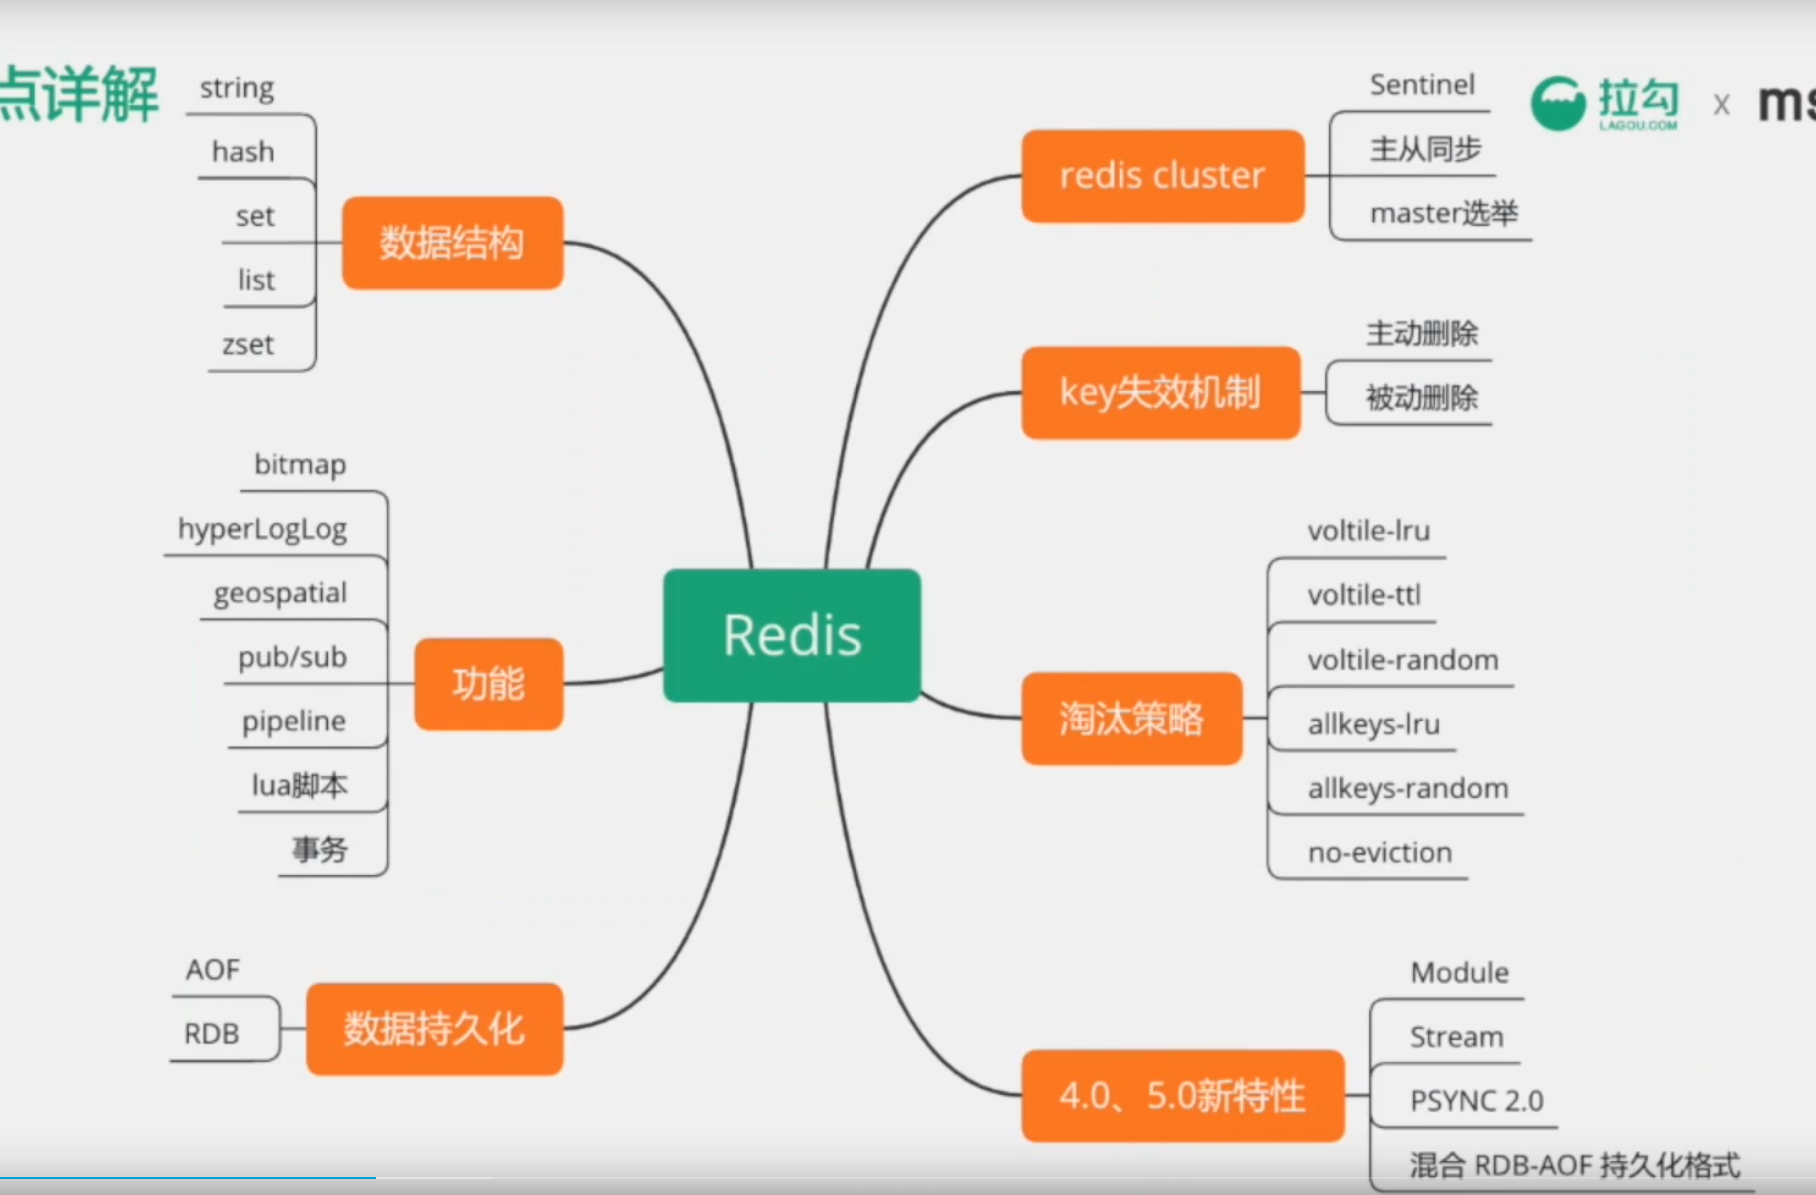 点详解
拉勾
LAGOU.COM
x
Redis
数据结构
string
hash
set
list
zset
功能
bitmap
hyperLogLog
geospatial
pub/sub
pipeline
lua脚本
事务
数据持久化
AOF
RDB
redis cluster
Sentinel
主从同步
master选举
key失效机制
主动删除
被动删除
淘汰策略
voltile-lru
voltile-ttl
voltile-random
allkeys-lru
allkeys-random
no-eviction
4.0、5.0新特性
Module
Stream
PSYNC 2.0
混合 RDB-AOF 持久化格式